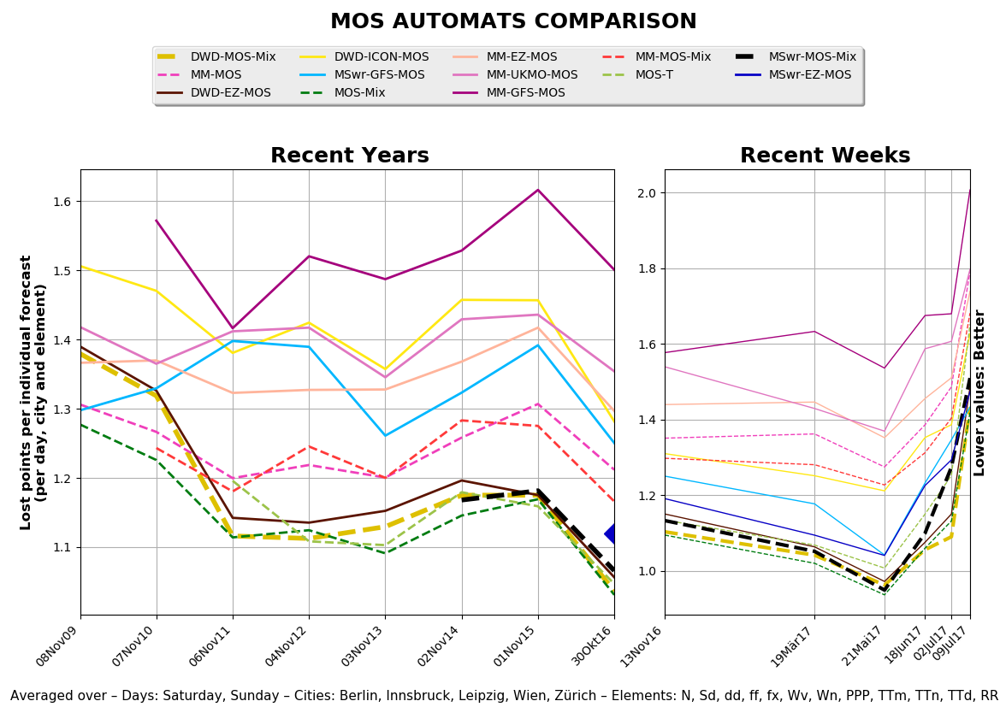 MOS AUTOMATS COMPARISON
DWD-MOS-Mix DWD-ICON-MOS MM-EZ-MOS MM-MOS-Mix MSwr-MOS-Mix
MM-MOS MSwr-GFS-MOS MM-UKMO-MOS MOS-T MSwr-EZ-MOS
DWD-EZ-MOS MOS-Mix MM-GFS-MOS
Recent Years
Recent Weeks
Lost points per individual forecast
(per day, city and element)
1.6
1.5
1.4
1.3
1.2
1.1
08Nov09 07Nov10 06Nov11 04Nov12 03Nov13 02Nov14 01Nov15 30Okt16
2.0
1.8
1.6
1.4
1.2
1.0
13Nov16 19Mär17 21Mai17 18Jun17 02Jul17 09Jul17
Lower values: Better
Averaged over – Days: Saturday, Sunday – Cities: Berlin, Innsbruck, Leipzig, Wien, Zürich – Elements: N, Sd, dd, ff, fx, Wv, Wn, PPP, TTm, TTn, TTd, RR